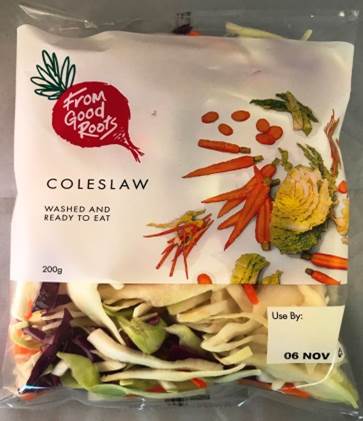 From
Good
Roots
COLESLAW
WASHED AND
READY TO EAT
200g
Use By:
06 NOV